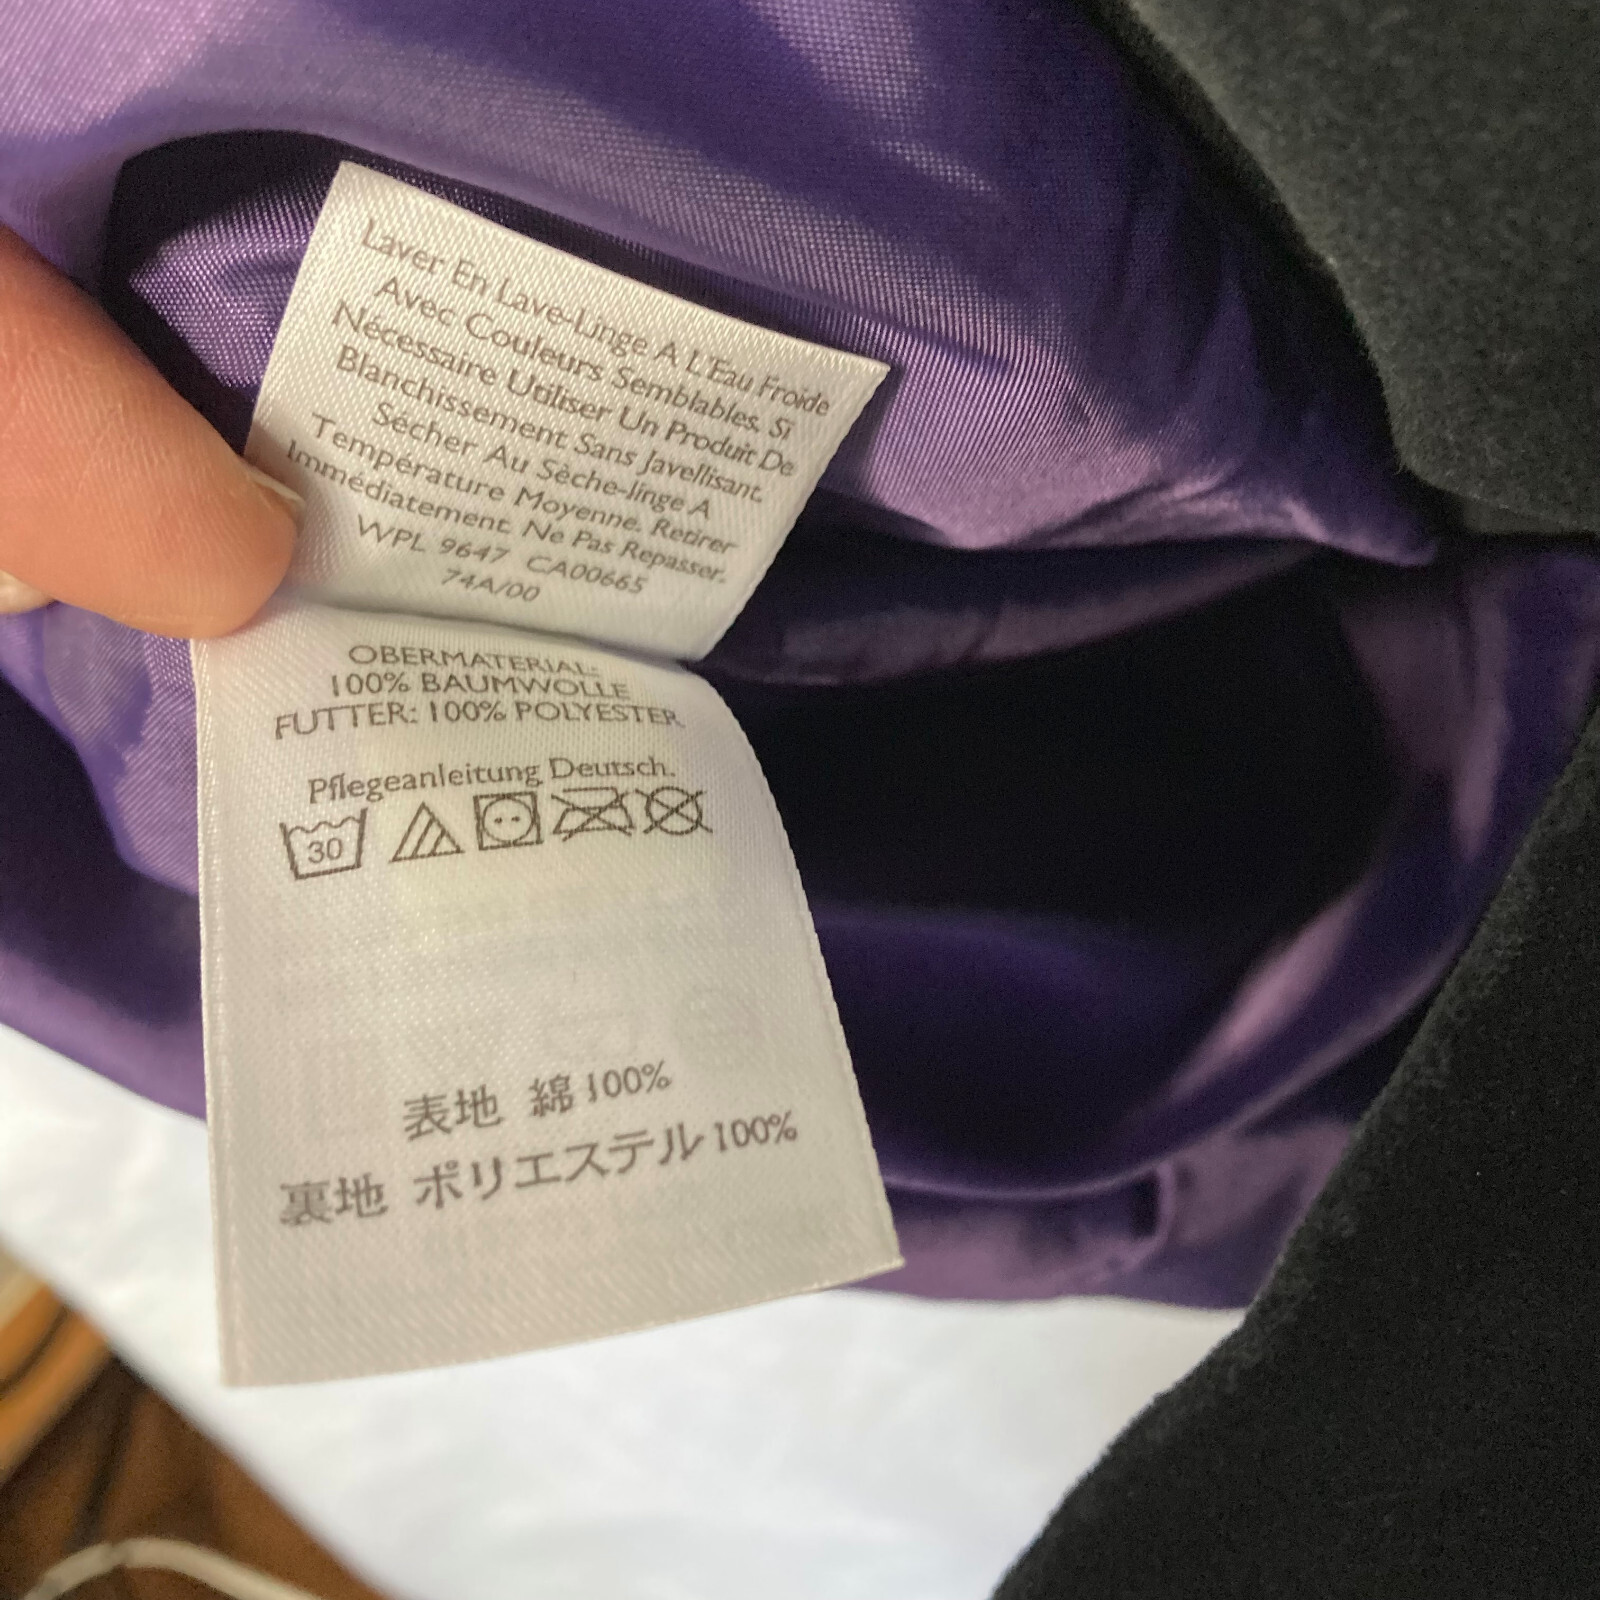 Laver En Lave-Linge A L'Eau Froide
Avec Couleurs Semblables. Si
Nécessaire Utiliser Un Produit De
Blanchissement Sans Javellisant.
Sécher Au Sèche-linge A
Température Moyenne. Retirer
Immédiatement. Ne Pas Repasser.
WPL 9647 CA00665
74A/00
OBERMATERIAL:
100% BAUMWOLLE
FUTTER: 100% POLYESTER
Pflegeanleitung Deutsch.
30
表地 綿100%
裏地 ポリエステル100%